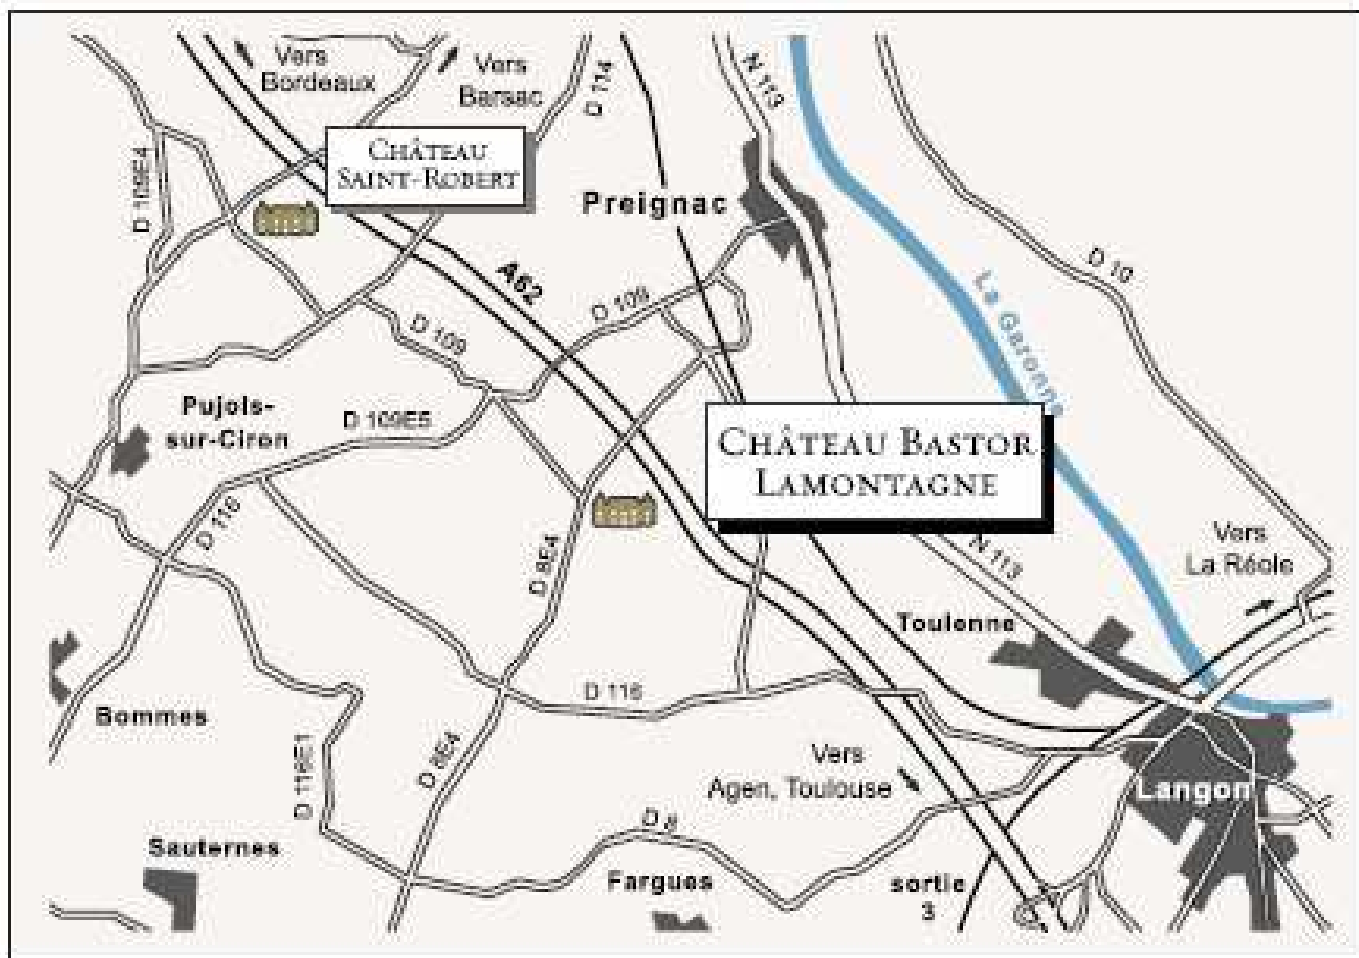 Vers
Bordeaux
Vers
Barsac
D 114
N 113
CHÂTEAU
SAINT-ROBERT
D 109E4
Preignac
A62
D 10
La Garonne
D 109
D 109
Pujols-
sur-Ciron
D 109E5
CHÂTEAU BASTOR
LAMONTAGNE
D 116
D 8E4
N 113
Vers
La Réole
Toulenne
D 116
Bommes
D 116E1
D 8E4
Vers
Agen, Toulouse
Langon
D 8
Sauternes
Fargues
sortie
3